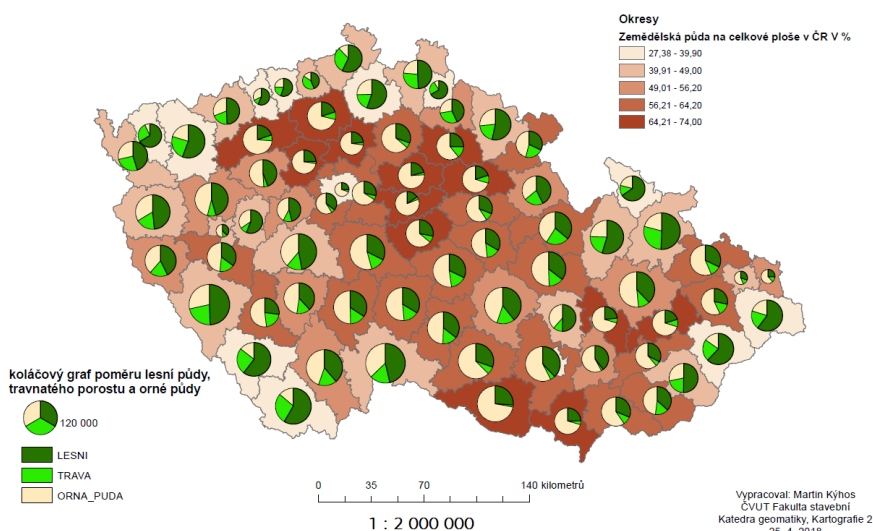 Okresy
Zemědělská půda na celkové ploše v ČR V %
27,38 - 39,90
39,91 - 49,00
49,01 - 56,20
56,21 - 64,20
64,21 - 74,00
koláčový graf poměru lesní půdy,
travnatého porostu a orné půdy
120 000
LESNI
TRAVA
ORNA_PUDA
0 35 70 140 kilometrů
1 : 2 000 000
Vypracoval: Martin Kýhos
ČVUT Fakulta stavební
Katedra geomatiky, Kartografie 2
25. 4. 2018